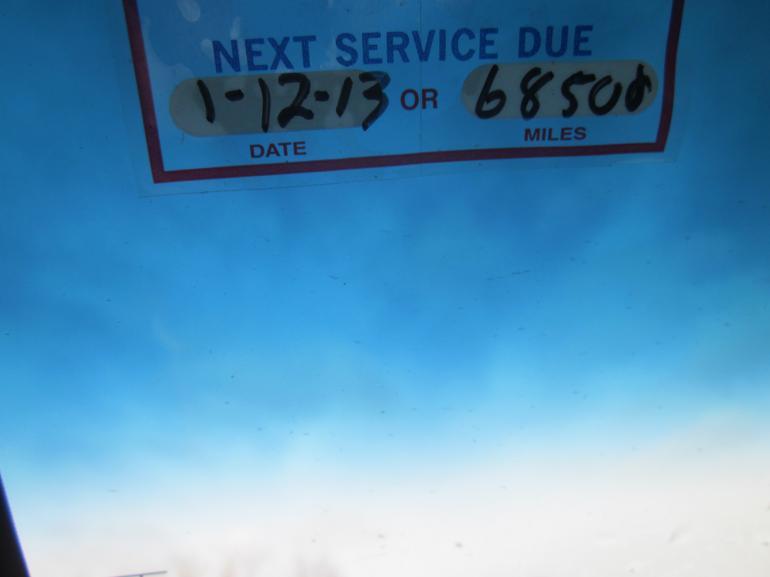 NEXT SERVICE DUE
1-12-13 OR 68500
DATE MILES